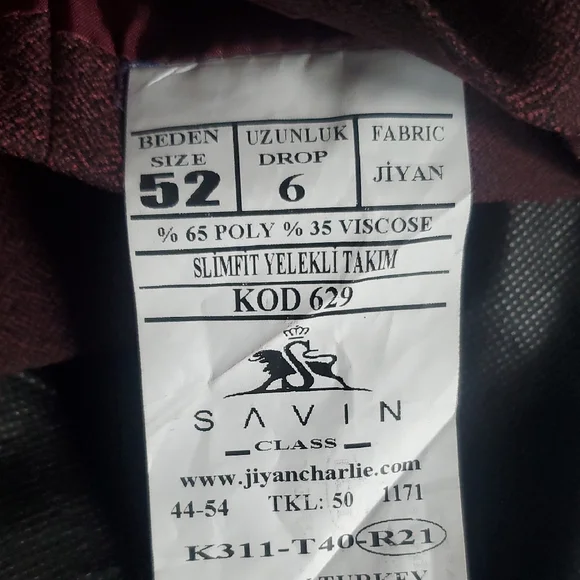 BEDEN UZUNLUK FABRIC
SIZE DROP JİYAN
52 6
% 65 POLY % 35 VISCOSE
SLİMFİT YELEKLİ TAKIM
KOD 629
SAVIN
CLASS
www.jiyancharlie.com
44-54 TKL: 50 1171
K311-T40-R21
TURKEY